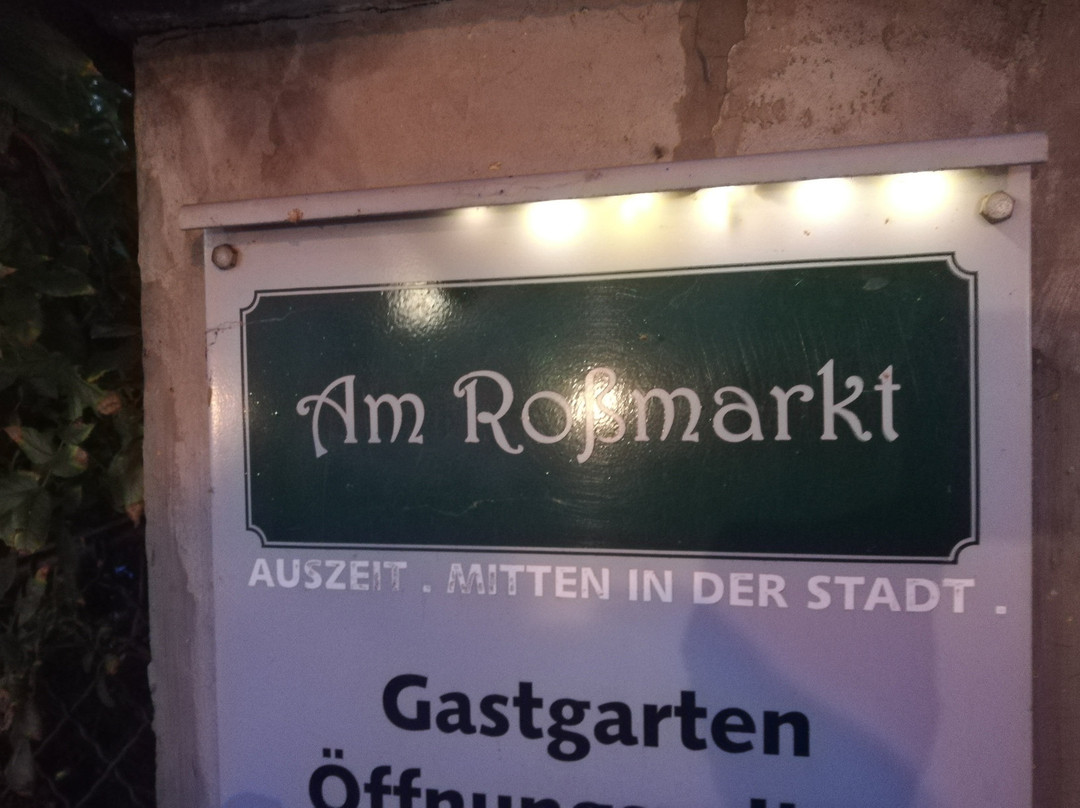 Am Roßmarkt
AUSZEIT . MITTEN IN DER STADT .
Gastgarten